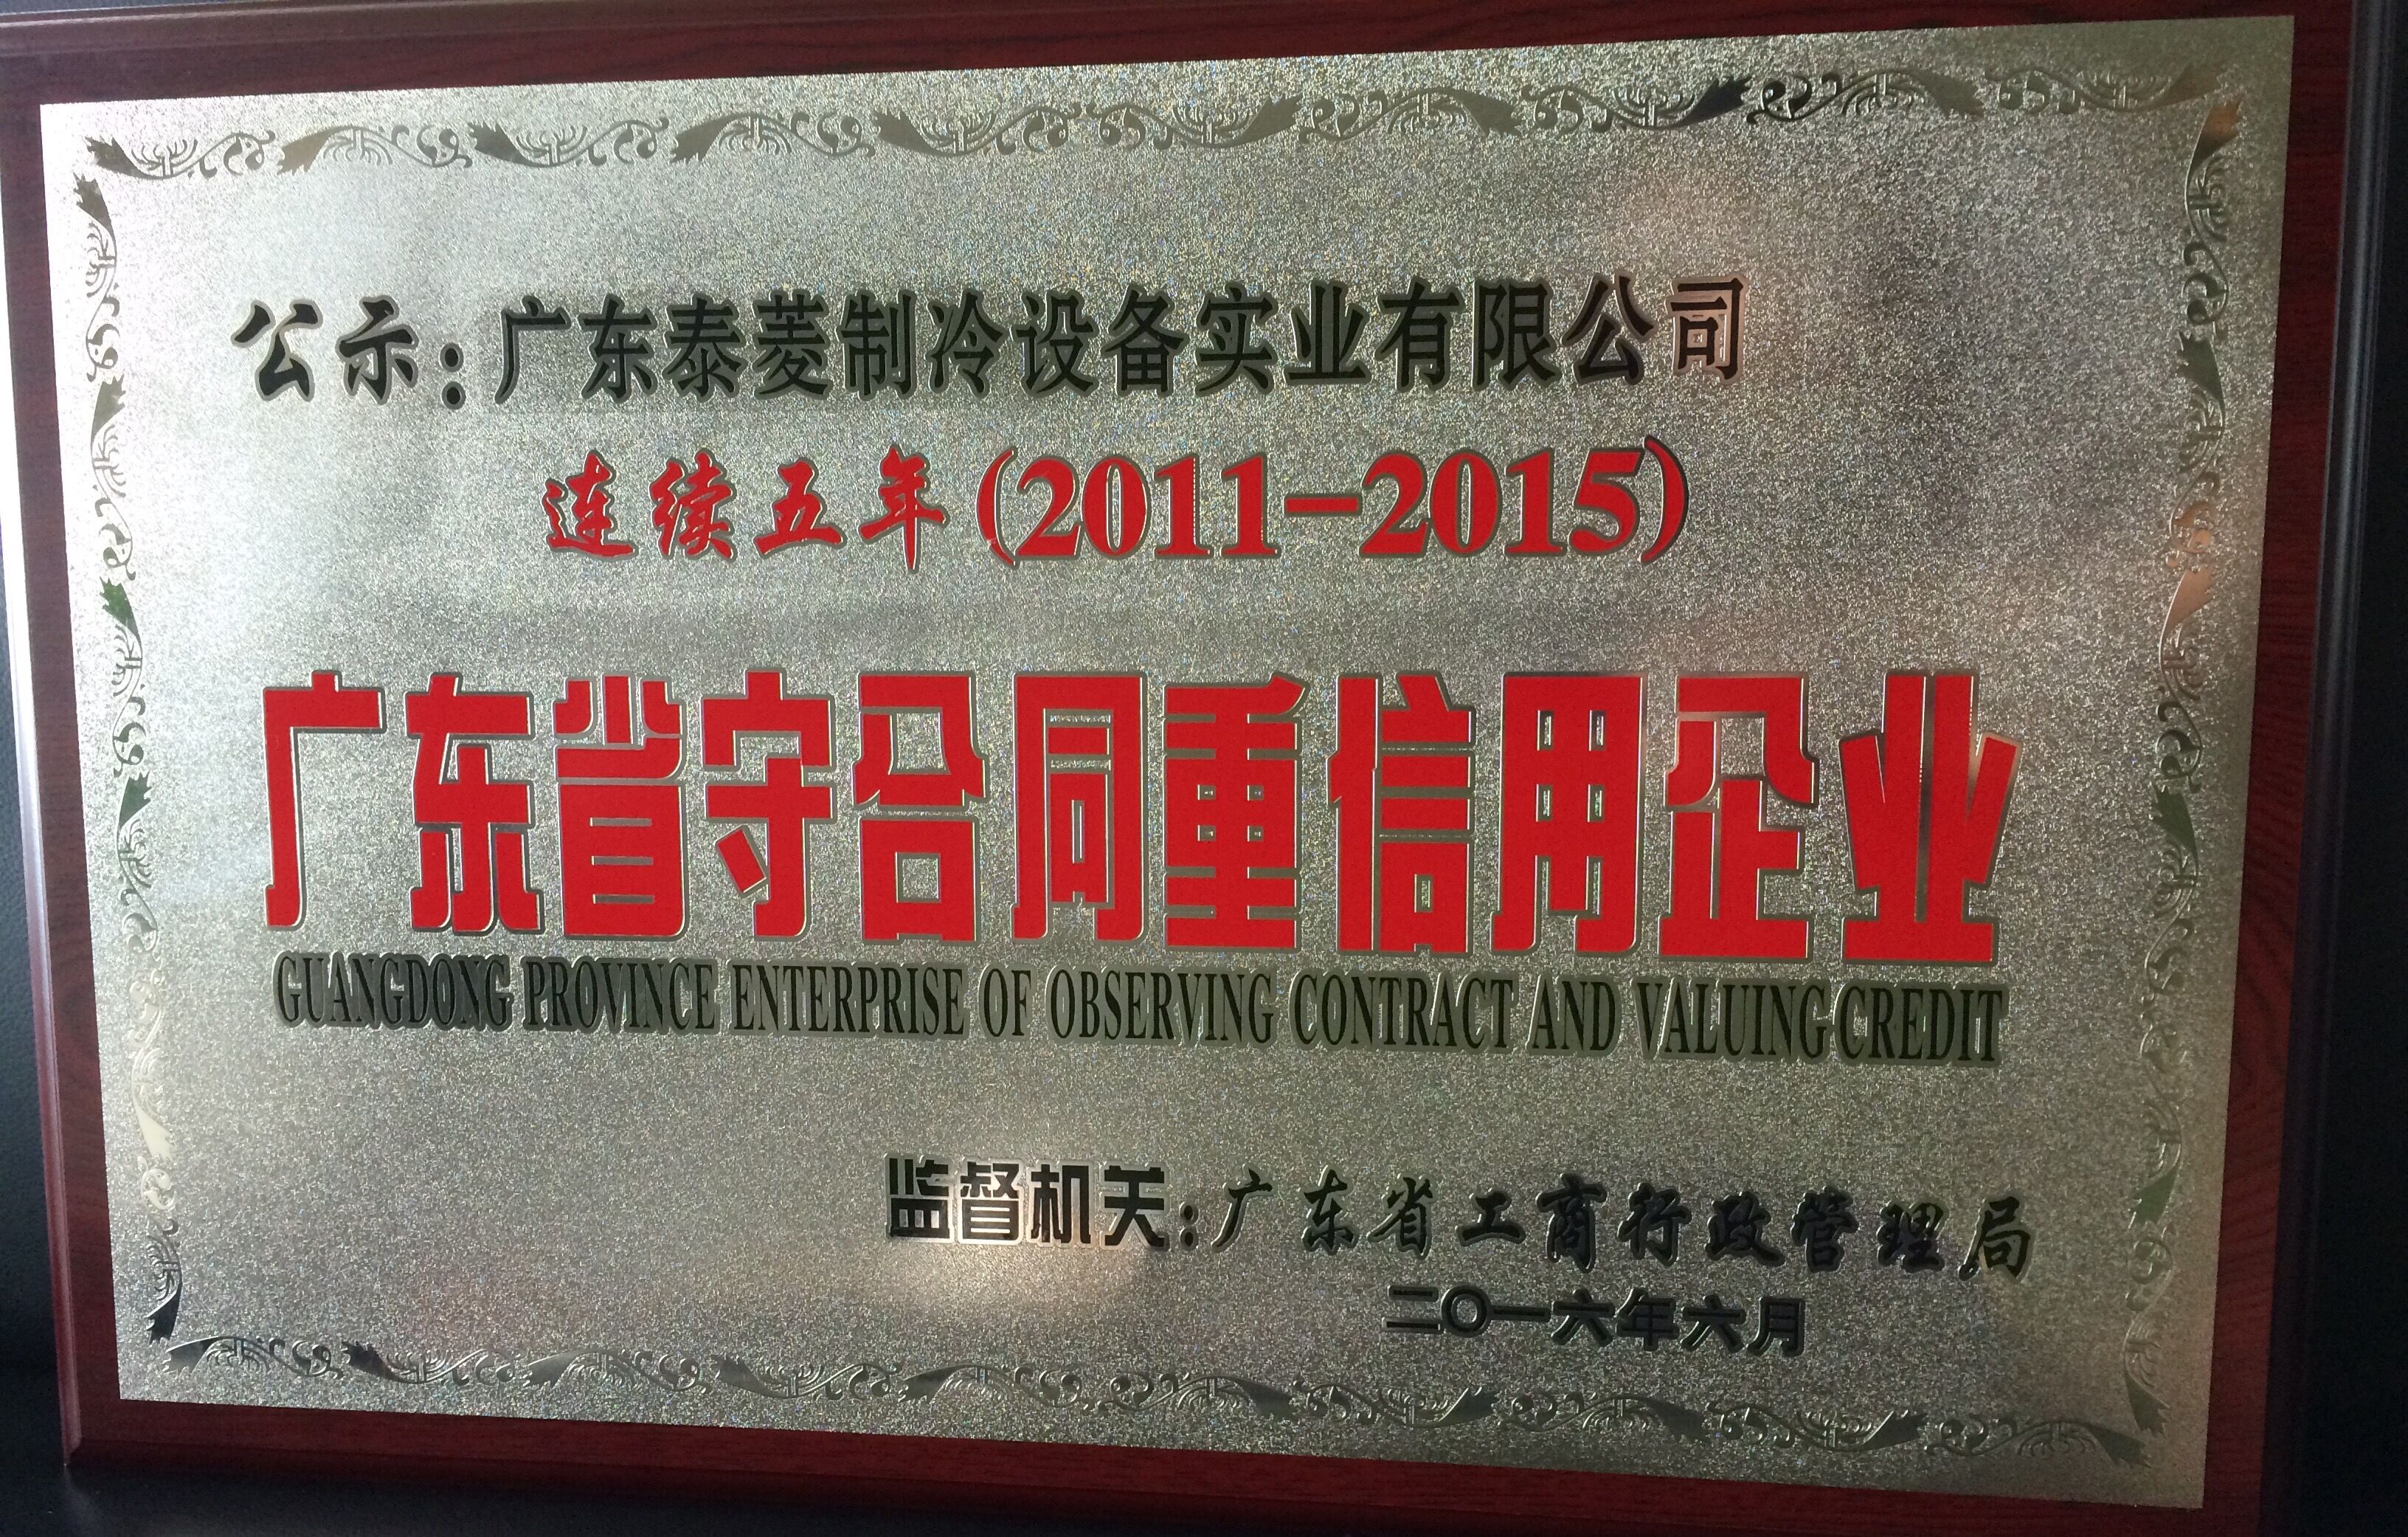 公示:广东泰菱制冷设备实业有限公司
连续五年(2011-2015)
广东省守合同重信用企业
GUANGDONG PROVINCE ENTERPRISE OF OBSERVING CONTRACT AND VALUING CREDIT
监督机关:广东省工商行政管理局
二〇一六年六月